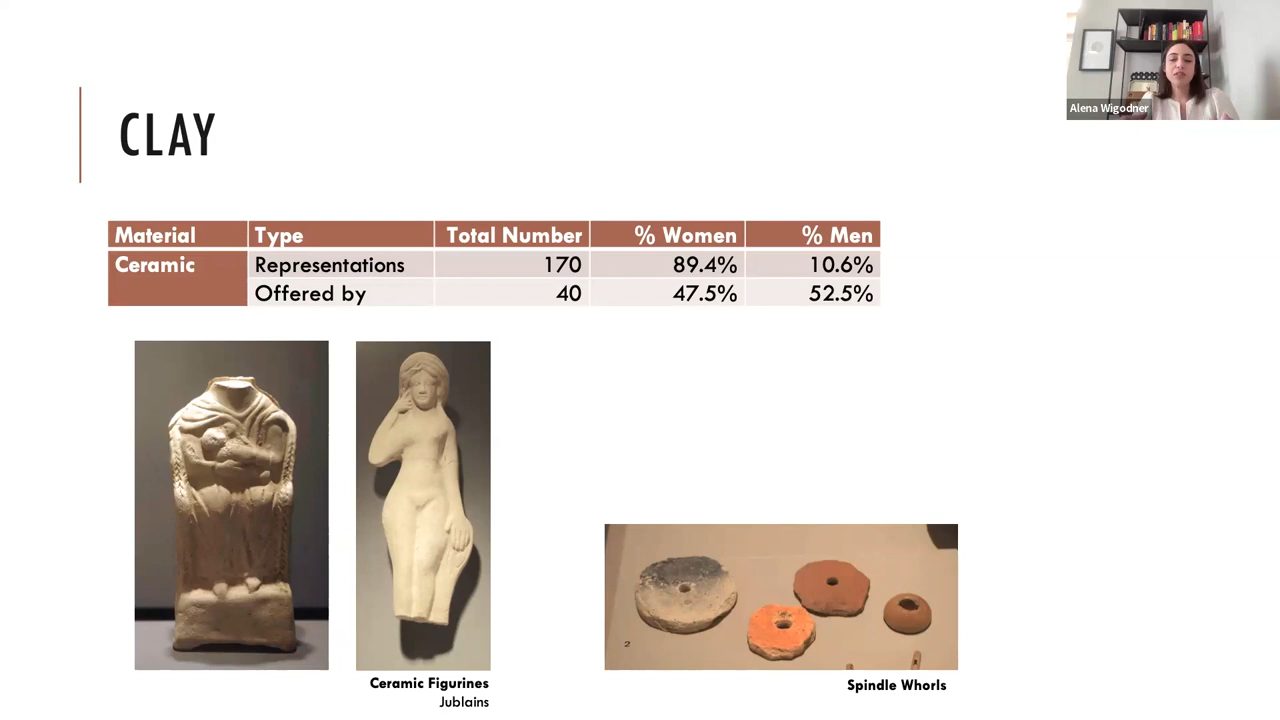 Alena Wigodner
CLAY
Material Type Total Number % Women % Men
Ceramic Representations 170 89.4% 10.6%
Offered by 40 47.5% 52.5%
2
Ceramic Figurines
Jublains
Spindle Whorls